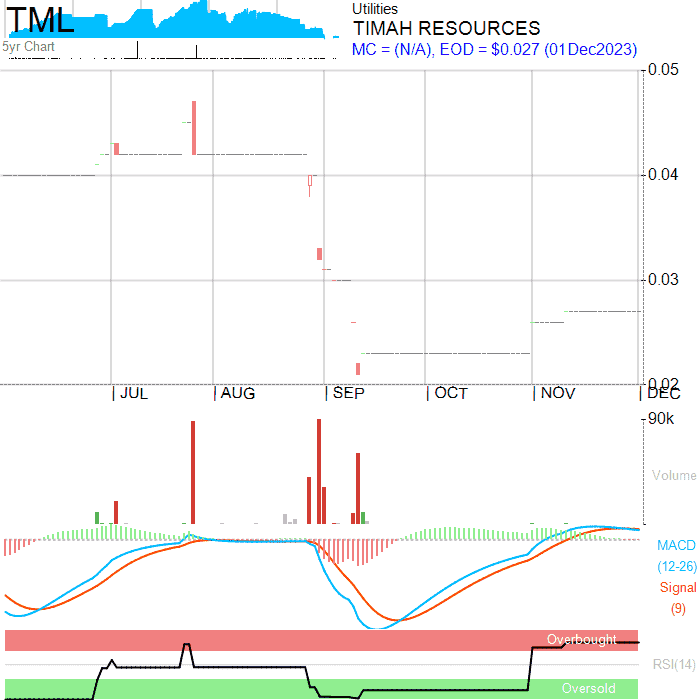 TML
Utilities
TIMAH RESOURCES
5yr Chart
MC = (N/A), EOD = $0.027 (01Dec2023)
0.05
0.04
0.03
0.02
JUL
AUG
SEP
OCT
NOV
DEC
90k
Volume
MACD
(12-26)
Signal
(9)
Overbought
RSI(14)
Oversold